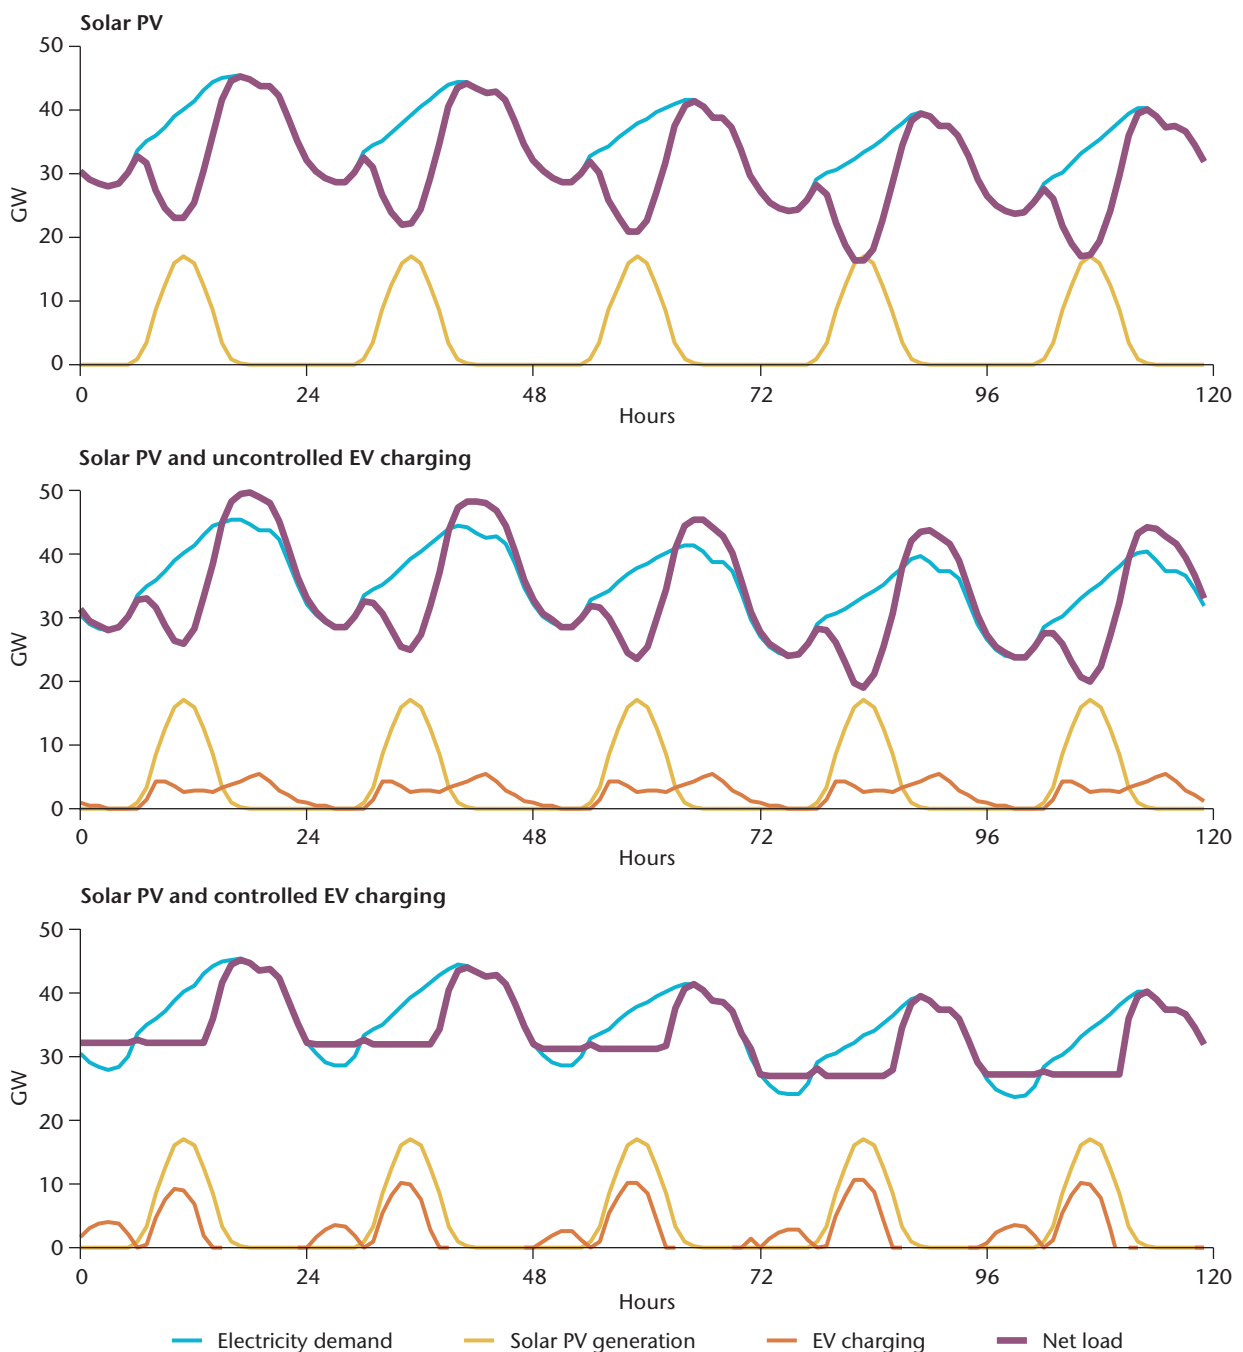 Solar PV
50
40
30
20
10
0
GW
0 24 48 72 96 120
Hours
Solar PV and uncontrolled EV charging
50
40
30
20
10
0
GW
0 24 48 72 96 120
Hours
Solar PV and controlled EV charging
50
40
30
20
10
0
GW
0 24 48 72 96 120
Hours
Electricity demand Solar PV generation EV charging Net load